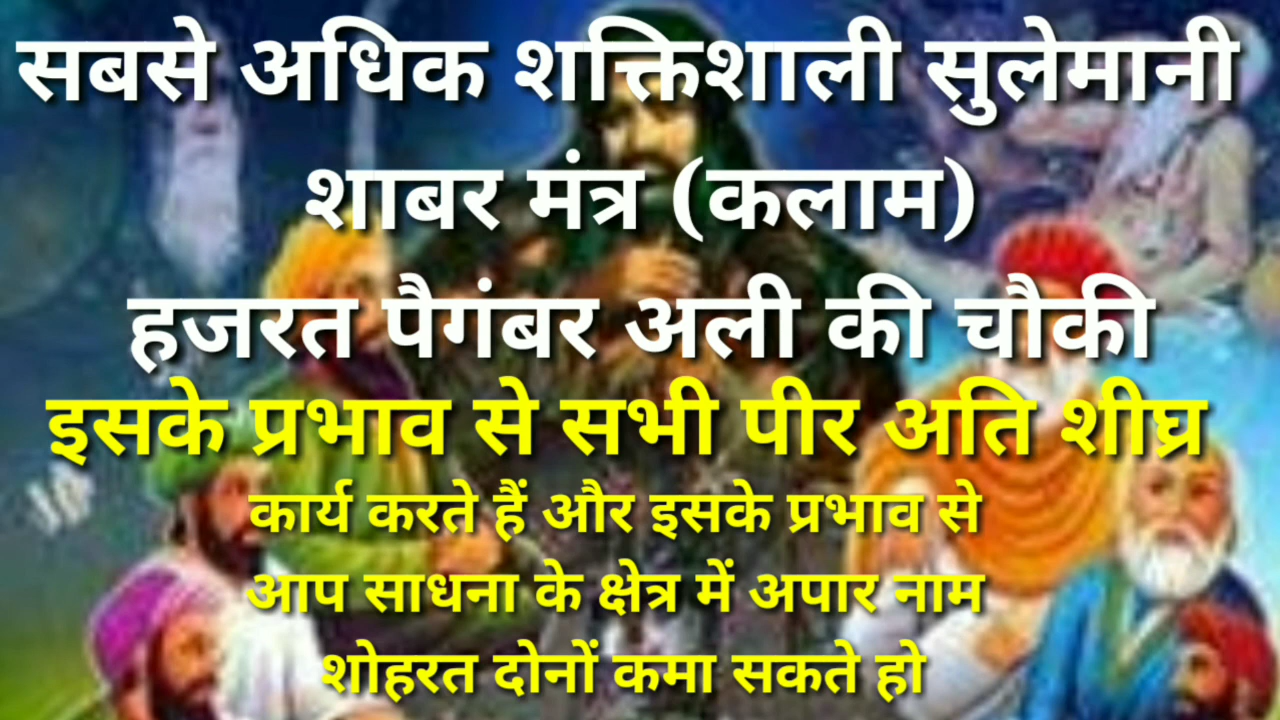 सबसे अधिक शक्तिशाली सुलेमानी
शाबर मंत्र (कलाम)
हजरत पैगंबर अली की चौकी
इसके प्रभाव से सभी पीर अति शीघ्र
कार्य करते हैं और इसके प्रभाव से
आप साधना के क्षेत्र में अपार नाम
शोहरत दोनों कमा सकते हो